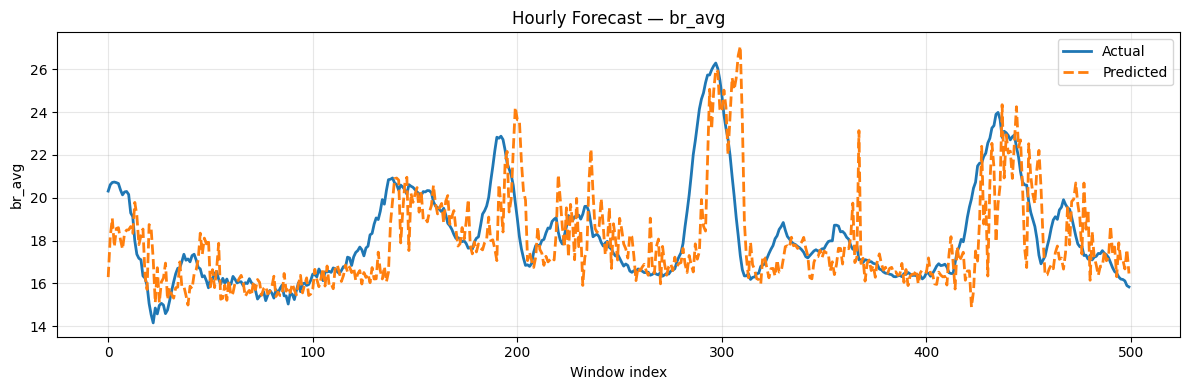 Hourly Forecast — br_avg
Actual
Predicted
br_avg
26
24
22
20
18
16
14
0
100
200
300
400
500
Window index